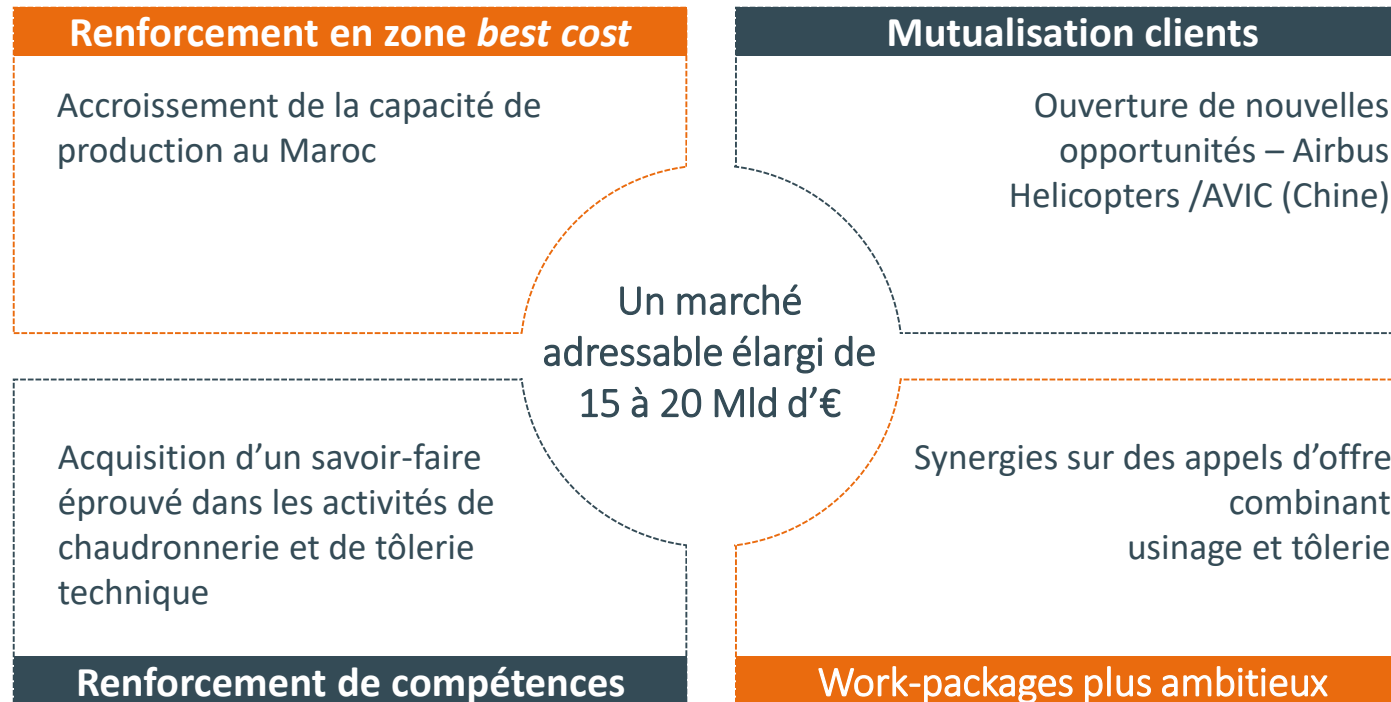 Renforcement en zone best cost
Accroissement de la capacité de
production au Maroc
Mutualisation clients
Ouverture de nouvelles
opportunités – Airbus
Helicopters /AVIC (Chine)
Un marché
adressable élargi de
15 à 20 Mld d’€
Acquisition d’un savoir-faire
éprouvé dans les activités de
chaudronnerie et de tôlerie
technique
Renforcement de compétences
Synergies sur des appels d’offre
combinant
usinage et tôlerie
Work-packages plus ambitieux